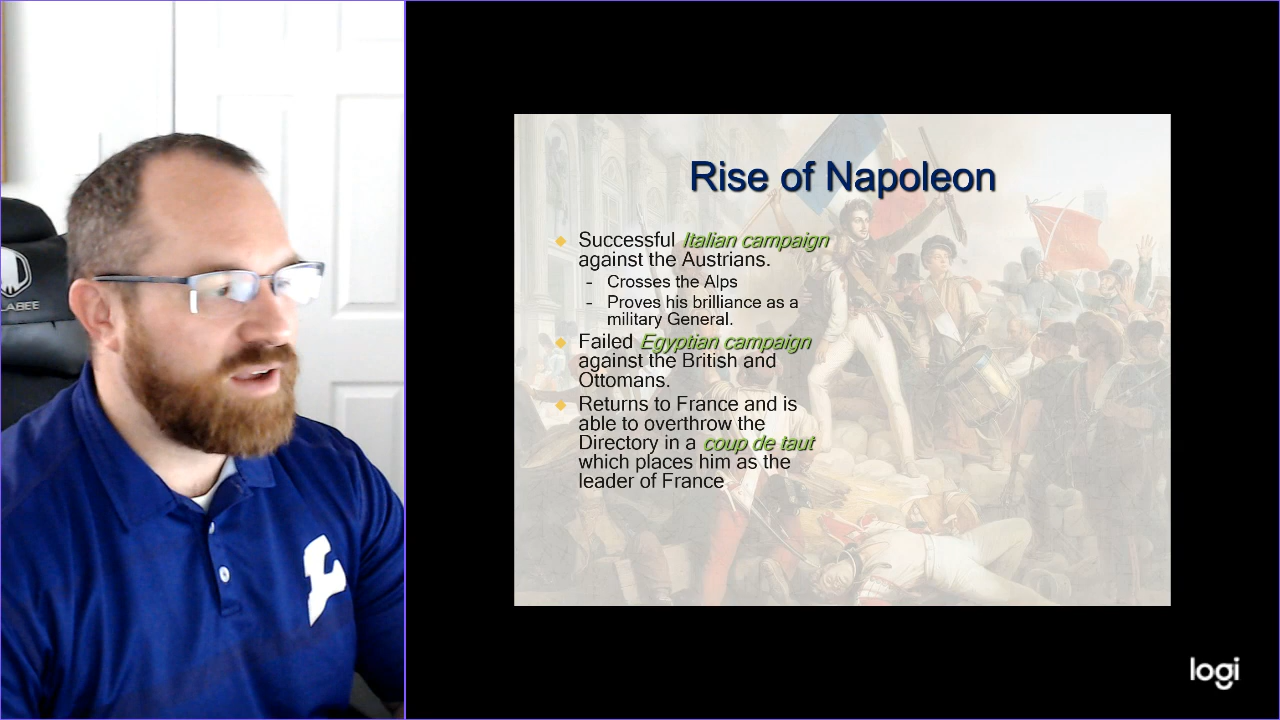 Rise of Napoleon
Successful Italian campaign
against the Austrians.
- Crosses the Alps
- Proves his brilliance as a
military General.
Failed Egyptian campaign
against the British and
Ottomans.
Returns to France and is
able to overthrow the
Directory in a coup de taut
which places him as the
leader of France
logi